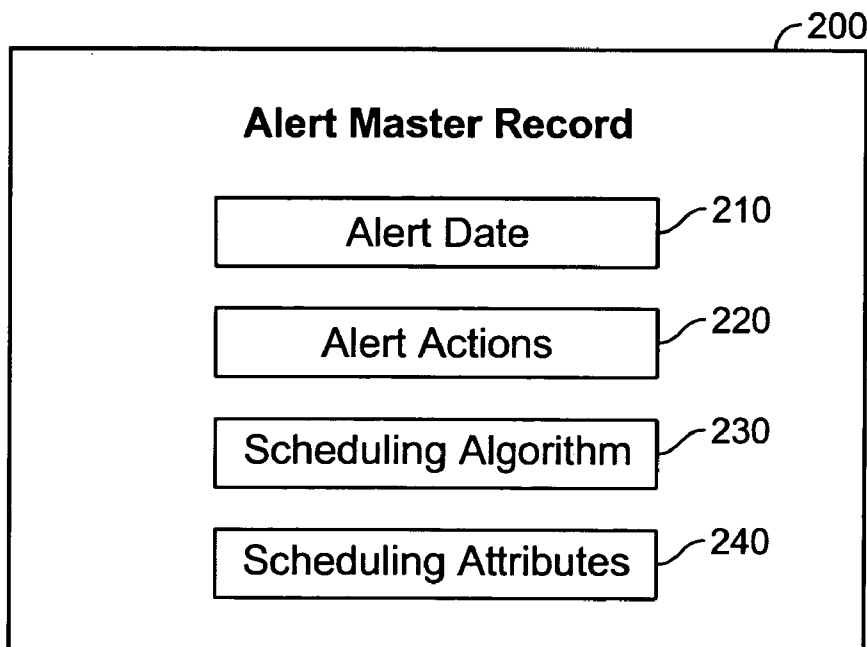 200
Alert Master Record
Alert Date
210
Alert Actions
220
Scheduling Algorithm
230
Scheduling Attributes
240